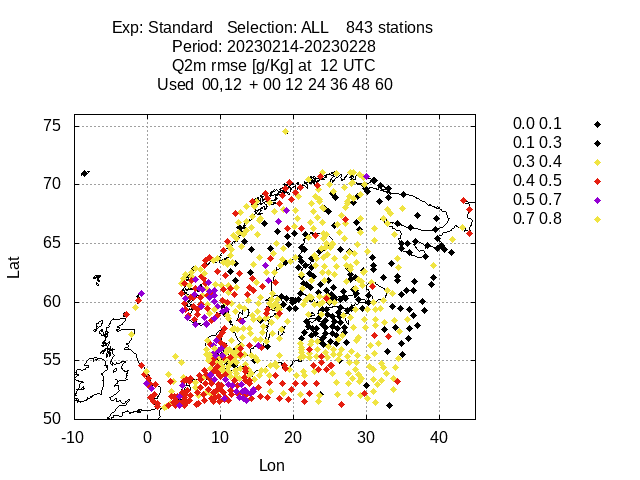 Exp: Standard Selection: ALL 843 stations
Period: 20230214-20230228
Q2m rmse [g/Kg] at 12 UTC
Used 00,12 + 00 12 24 36 48 60
0.0 0.1
0.1 0.3
0.3 0.4
0.4 0.5
0.5 0.7
0.7 0.8
75
70
65
60
55
50
Lat
-10 0 10 20 30 40
Lon